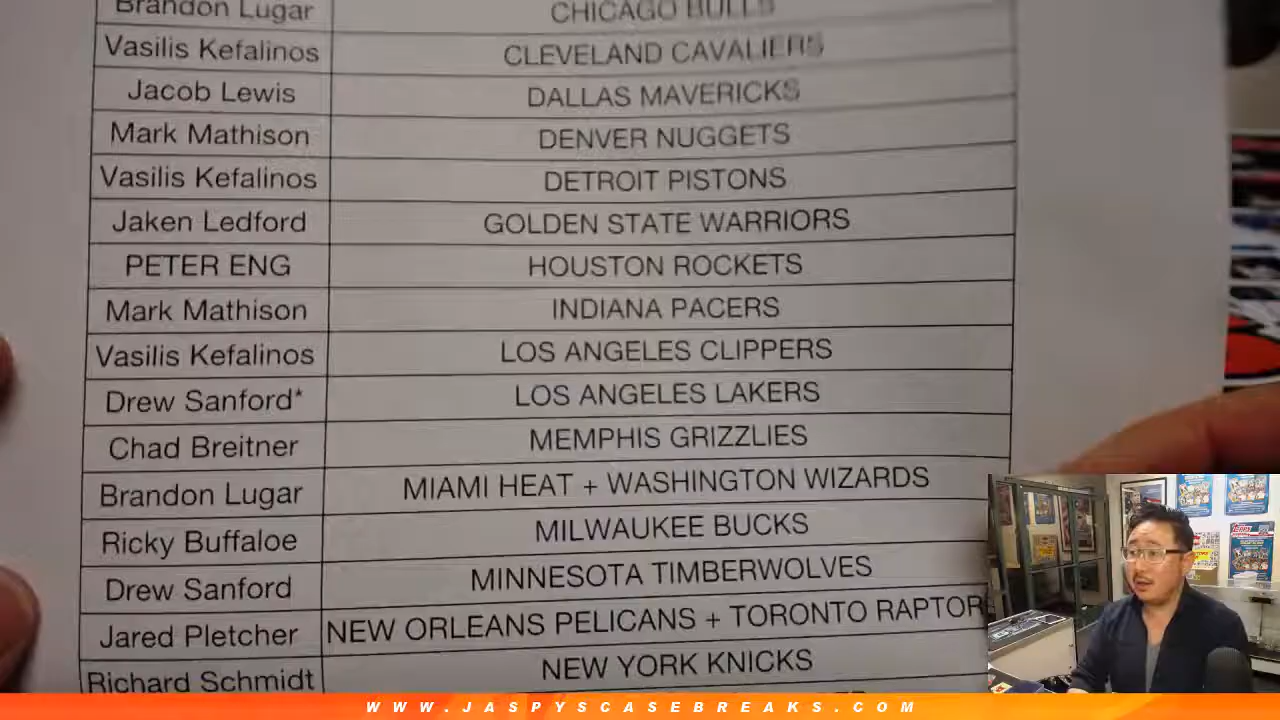 Brandon Lugar CHICAGO BULLS
Vasilis Kefalinos CLEVELAND CAVALIERS
Jacob Lewis DALLAS MAVERICKS
Mark Mathison DENVER NUGGETS
Vasilis Kefalinos DETROIT PISTONS
Jaken Ledford GOLDEN STATE WARRIORS
PETER ENG HOUSTON ROCKETS
Mark Mathison INDIANA PACERS
Vasilis Kefalinos LOS ANGELES CLIPPERS
Drew Sanford* LOS ANGELES LAKERS
Chad Breitner MEMPHIS GRIZZLIES
Brandon Lugar MIAMI HEAT + WASHINGTON WIZARDS
Ricky Buffaloe MILWAUKEE BUCKS
Drew Sanford MINNESOTA TIMBERWOLVES
Jared Pletcher NEW ORLEANS PELICANS + TORONTO RAPTOR
Richard Schmidt NEW YORK KNICKS
WWW.JASPYSCASEBREAKS.COM